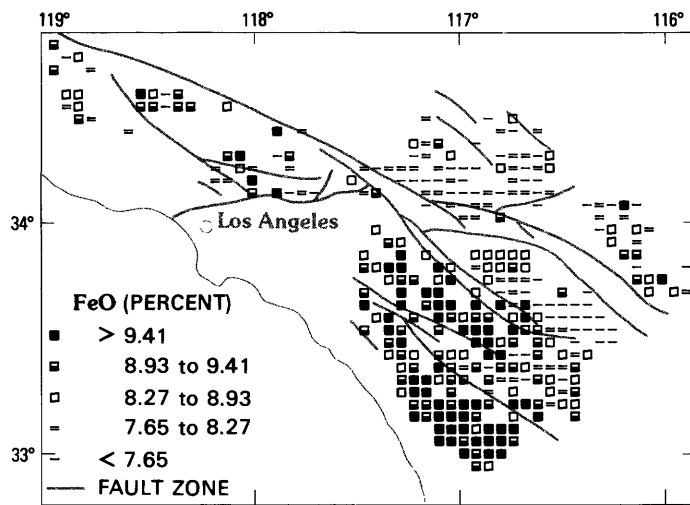 119° 118° 117° 116°
34°
Los Angeles
FeO (PERCENT)
> 9.41
8.93 to 9.41
8.27 to 8.93
7.65 to 8.27
< 7.65
33°
FAULT ZONE